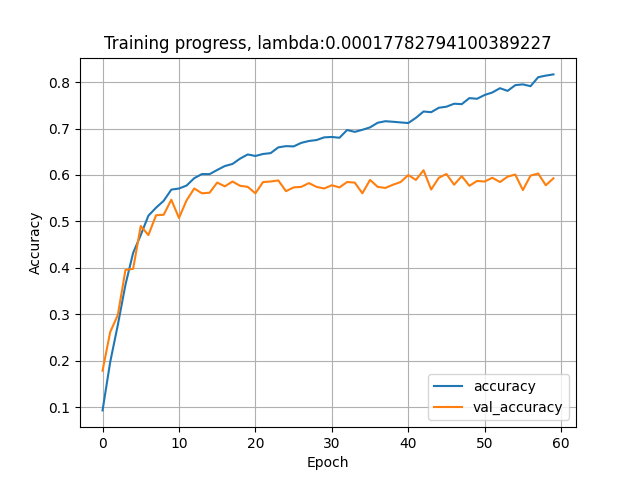 Training progress, lambda:0.00017782794100389227
Accuracy
0.8
0.7
0.6
0.5
0.4
0.3
0.2
0.1
accuracy
val_accuracy
0 10 20 30 40 50 60
Epoch